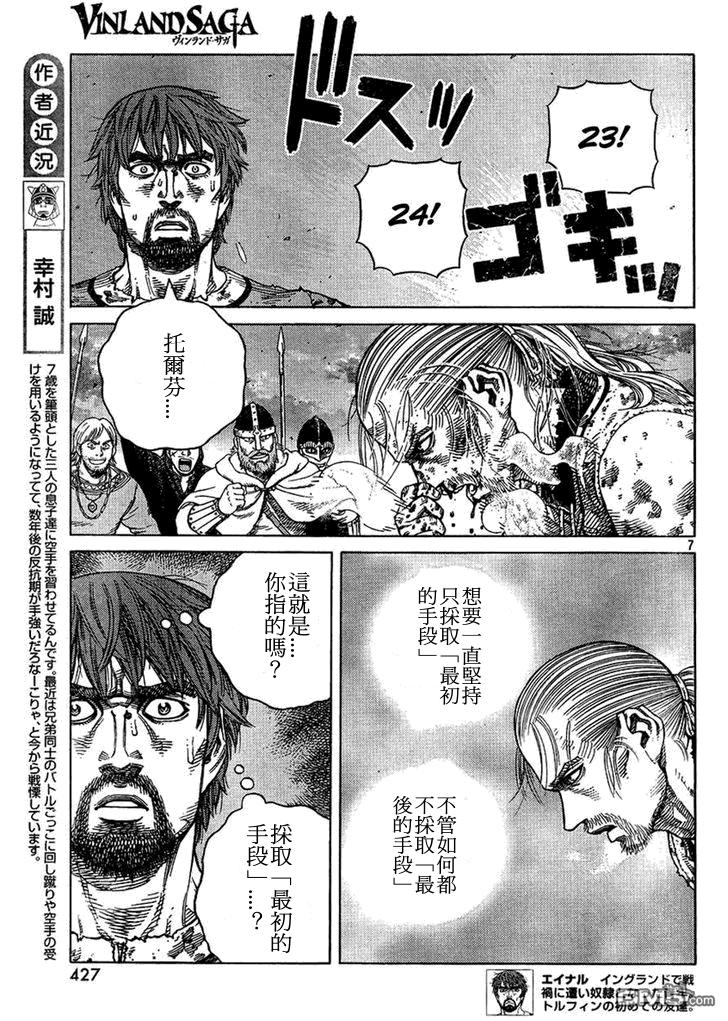 VINLAND SAGA
ヴィンランド・サガ
作者近況
幸村誠
7歳を筆頭とした三人の息子達に空手を習わせてるんです。最近は兄弟同士のバトルごっこに回し蹴りや空手の受
けを用いるようになってて、数年後の反抗期が手強いだろなーこりゃ、と今から戦慄しています。
ドスッ
23!
24!
ゴキッ
托爾芬
……
7
想要一直堅持
只採取「最初
的手段」
不管如何都
不採取「最
後的手段」
這就是……
你指的嗎？
採取「最初的
手段」……？
427
エイナル　イングランドで戦
禍に遭い奴隷
トルフィンの初めての友達。